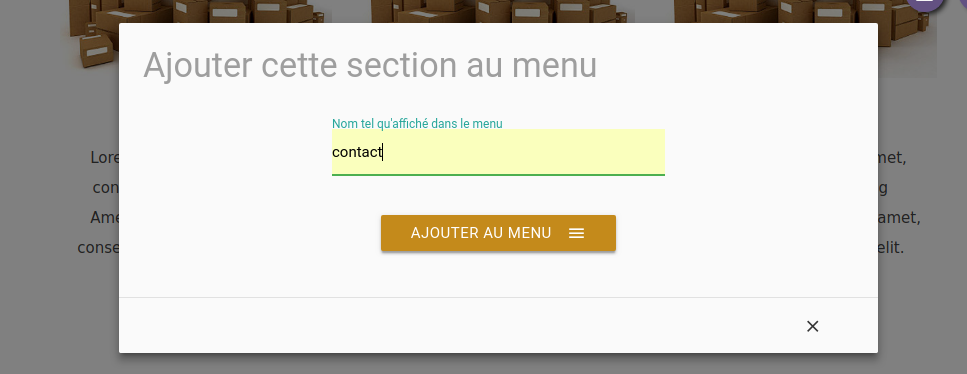 Ajouter cette section au menu
Nom tel qu'affiché dans le menu
contact
AJOUTER AU MENU
Lore
con
Ame
conse
met,
g
amet,
elit.